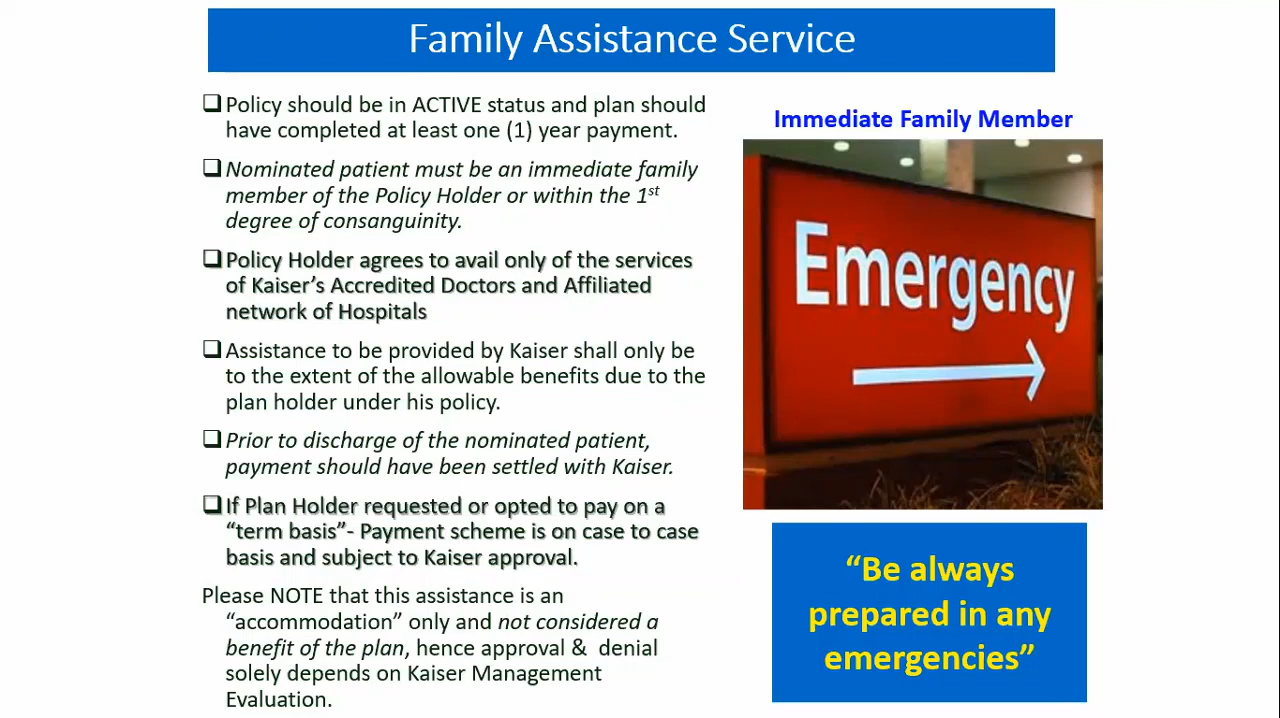 Family Assistance Service
❑Policy should be in ACTIVE status and plan should
have completed at least one (1) year payment.
❑Nominated patient must be an immediate family
member of the Policy Holder or within the 1st
degree of consanguinity.
❑Policy Holder agrees to avail only of the services
of Kaiser’s Accredited Doctors and Affiliated
network of Hospitals
❑Assistance to be provided by Kaiser shall only be
to the extent of the allowable benefits due to the
plan holder under his policy.
❑Prior to discharge of the nominated patient,
payment should have been settled with Kaiser.
❑If Plan Holder requested or opted to pay on a
“term basis”- Payment scheme is on case to case
basis and subject to Kaiser approval.
Please NOTE that this assistance is an
“accommodation” only and not considered a
benefit of the plan, hence approval & denial
solely depends on Kaiser Management
Evaluation.
Immediate Family Member
Emergency
“Be always
prepared in any
emergencies”